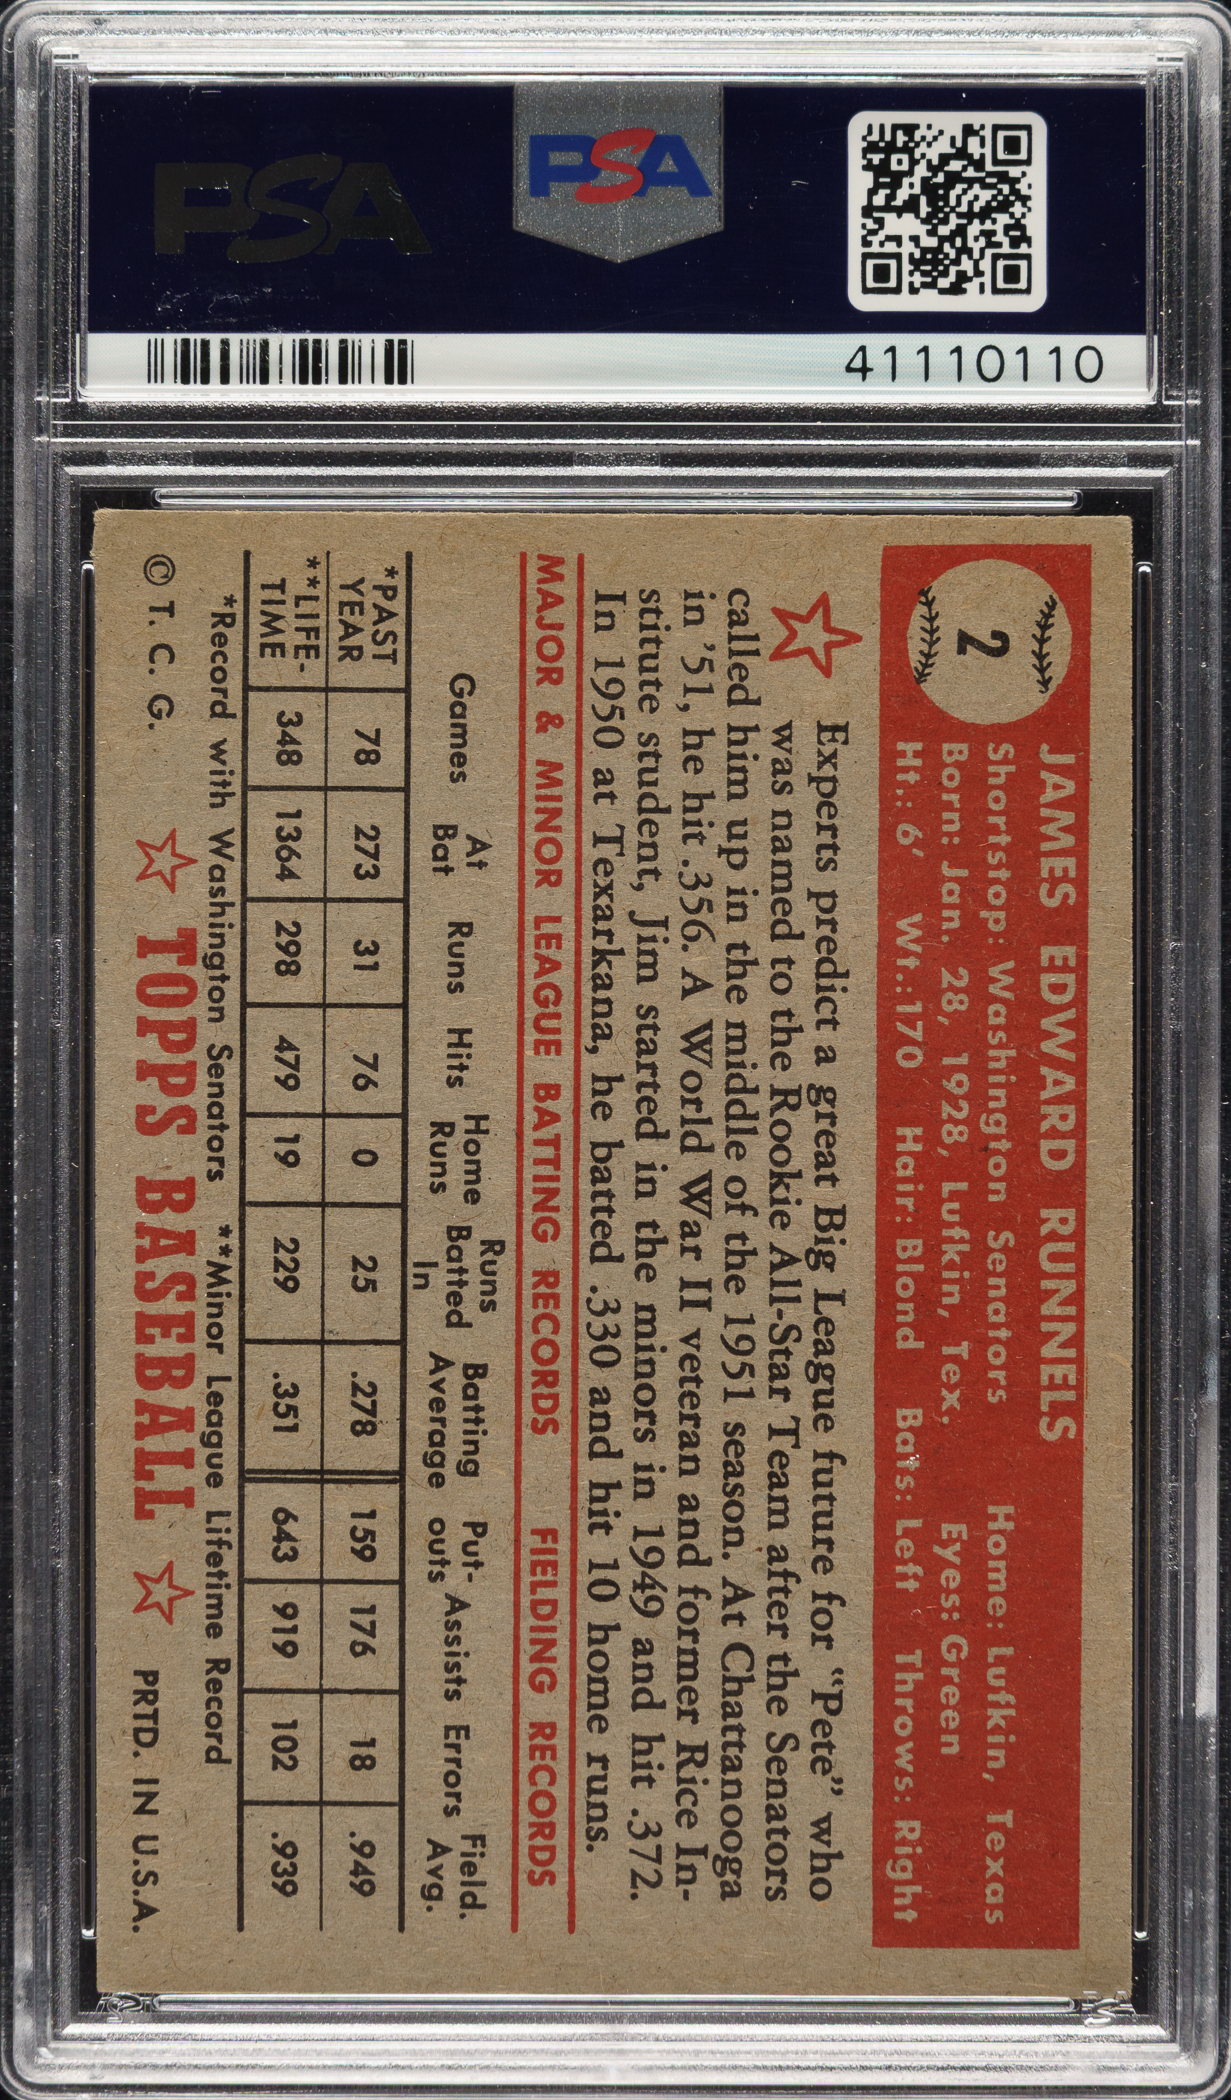 PSA
PSA
41110110
2
JAMES EDWARD RUNNELS
Shortstop: Washington Senators Home: Lufkin, Texas
Born: Jan. 28, 1928, Lufkin, Tex. Eyes: Green
Ht.: 6' Wt.: 170 Hair: Blond Bats: Left Throws: Right
Experts predict a great Big League future for "Pete" who
was named to the Rookie All-Star Team after the Senators
called him up in the middle of the 1951 season. At Chattanooga
in '51, he hit .356. A World War II veteran and former Rice In-
stitute student, Jim started in the minors in 1949 and hit .372.
In 1950 at Texarkana, he batted .330 and hit 10 home runs.
MAJOR & MINOR LEAGUE BATTING RECORDS FIELDING RECORDS
Games At Bat Runs Hits Home Runs Runs Batted In Batting Average Put-outs Assists Errors Field. Avg.
*PAST YEAR 78 273 31 76 0 25 .278 159 176 18 .949
**LIFE-TIME 348 1364 298 479 19 229 .351 643 919 102 .939
*Record with Washington Senators **Minor League Lifetime Record
© T. C. G. TOPPS BASEBALL PRTD. IN U.S.A.